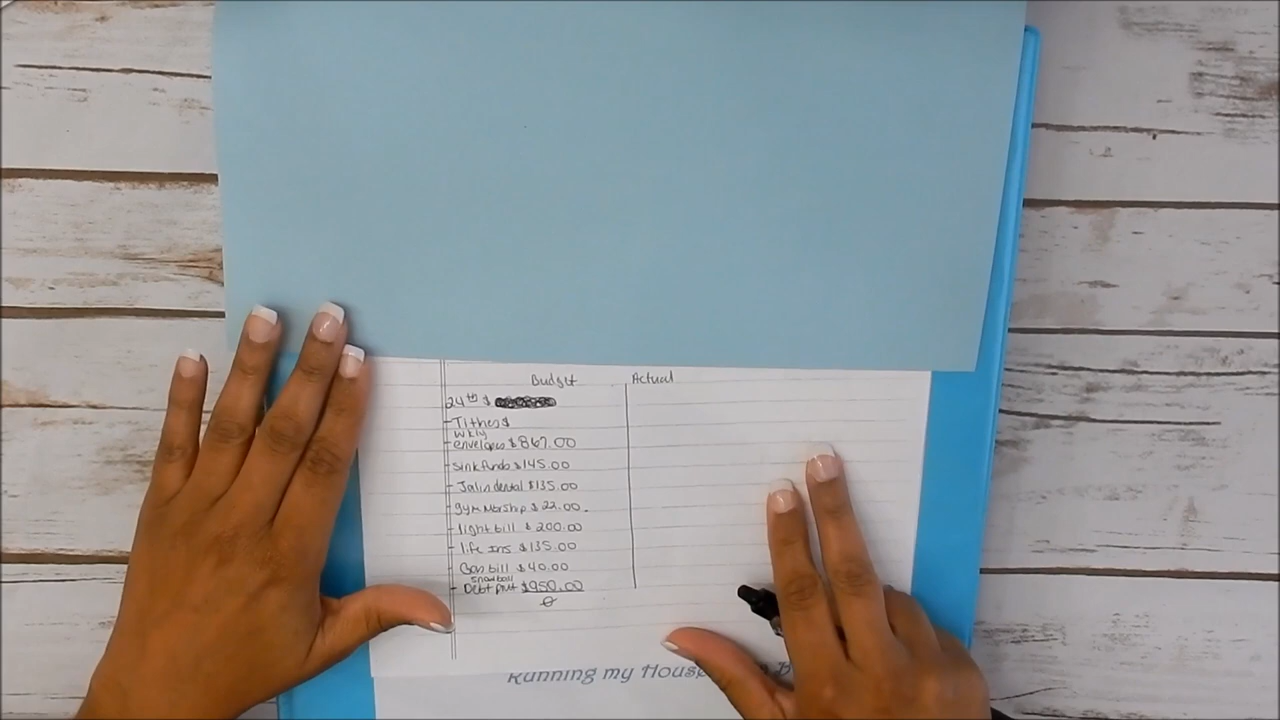 Budget Actual
24th $
Tithes $
wkly
envelopes $867.00
Sink funds $145.00
Jalin dental $135.00
gym Mbrship $22.00
light bill $200.00
life Ins $135.00
Gas bill $40.00
snowball
Debt pmt $950.00
Running my House